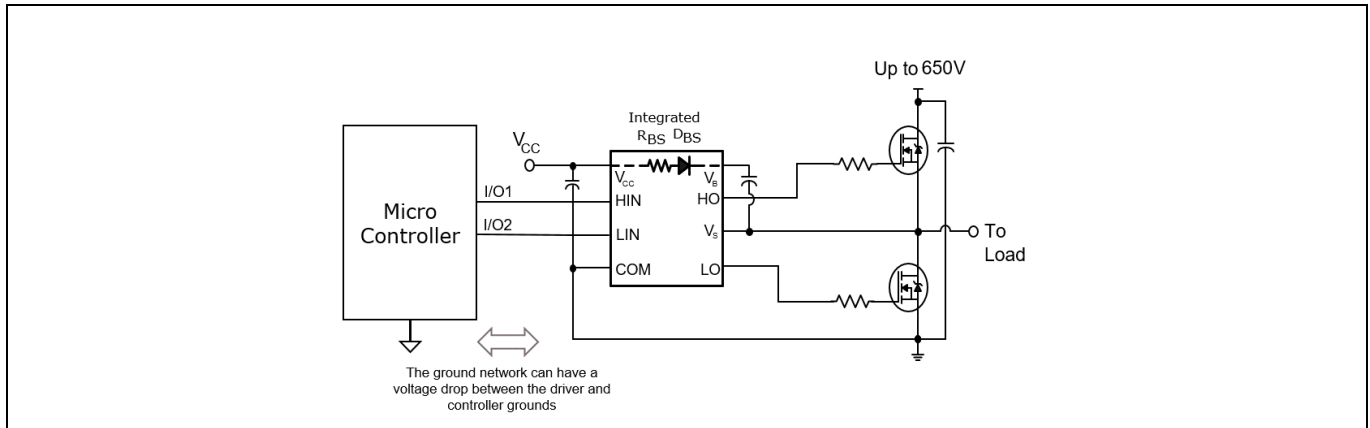 Up to 650V
Integrated
RBS DBS
VCC
Micro
Controller
I/O1
I/O2
VCC
HIN
LIN
COM
VB
HO
VS
LO
To
Load
The ground network can have a
voltage drop between the driver and
controller grounds